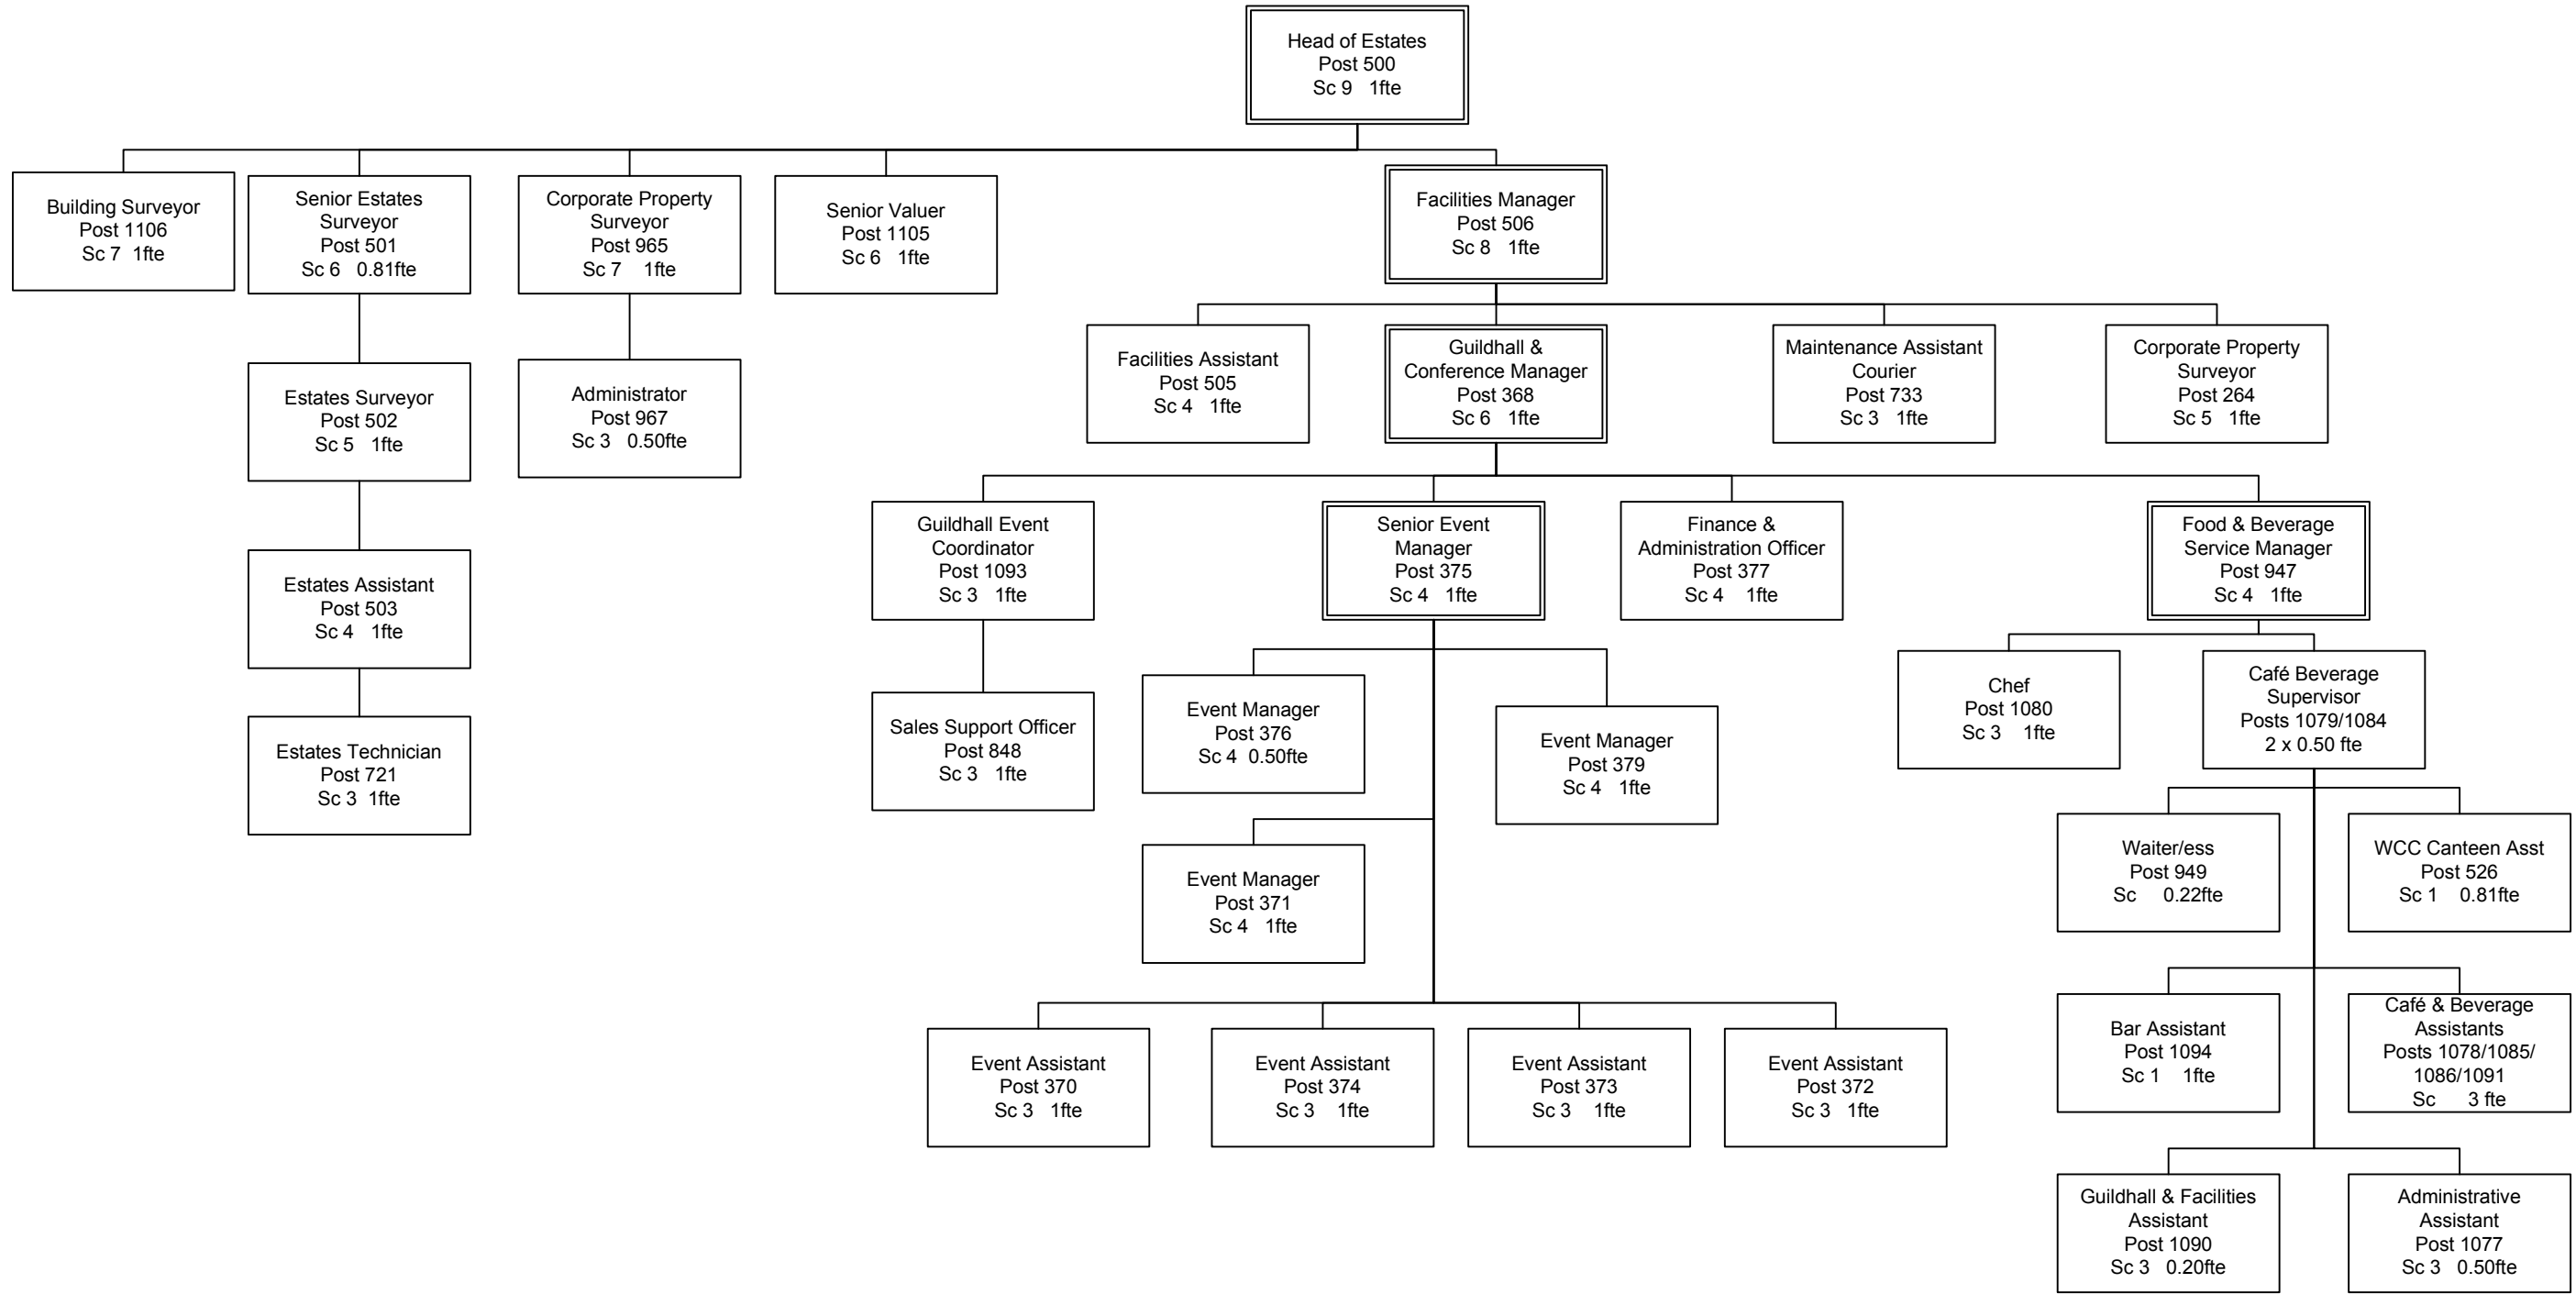 Head of Estates
Post 500
Sc 9 1fte
Building Surveyor
Post 1106
Sc 7 1fte
Senior Estates
Surveyor
Post 501
Sc 6 0.81fte
Corporate Property
Surveyor
Post 965
Sc 7 1fte
Senior Valuer
Post 1105
Sc 6 1fte
Facilities Manager
Post 506
Sc 8 1fte
Estates Surveyor
Post 502
Sc 5 1fte
Administrator
Post 967
Sc 3 0.50fte
Facilities Assistant
Post 505
Sc 4 1fte
Guildhall &
Conference Manager
Post 368
Sc 6 1fte
Maintenance Assistant
Courier
Post 733
Sc 3 1fte
Corporate Property
Surveyor
Post 264
Sc 5 1fte
Estates Assistant
Post 503
Sc 4 1fte
Guildhall Event
Coordinator
Post 1093
Sc 3 1fte
Senior Event
Manager
Post 375
Sc 4 1fte
Finance &
Administration Officer
Post 377
Sc 4 1fte
Food & Beverage
Service Manager
Post 947
Sc 4 1fte
Estates Technician
Post 721
Sc 3 1fte
Sales Support Officer
Post 848
Sc 3 1fte
Event Manager
Post 376
Sc 4 0.50fte
Event Manager
Post 379
Sc 4 1fte
Chef
Post 1080
Sc 3 1fte
Café Beverage
Supervisor
Posts 1079/1084
2 x 0.50 fte
Event Manager
Post 371
Sc 4 1fte
Waiter/ess
Post 949
Sc 0.22fte
WCC Canteen Asst
Post 526
Sc 1 0.81fte
Event Assistant
Post 370
Sc 3 1fte
Event Assistant
Post 374
Sc 3 1fte
Event Assistant
Post 373
Sc 3 1fte
Event Assistant
Post 372
Sc 3 1fte
Bar Assistant
Post 1094
Sc 1 1fte
Café & Beverage
Assistants
Posts 1078/1085/
1086/1091
Sc 3 fte
Guildhall & Facilities
Assistant
Post 1090
Sc 3 0.20fte
Administrative
Assistant
Post 1077
Sc 3 0.50fte